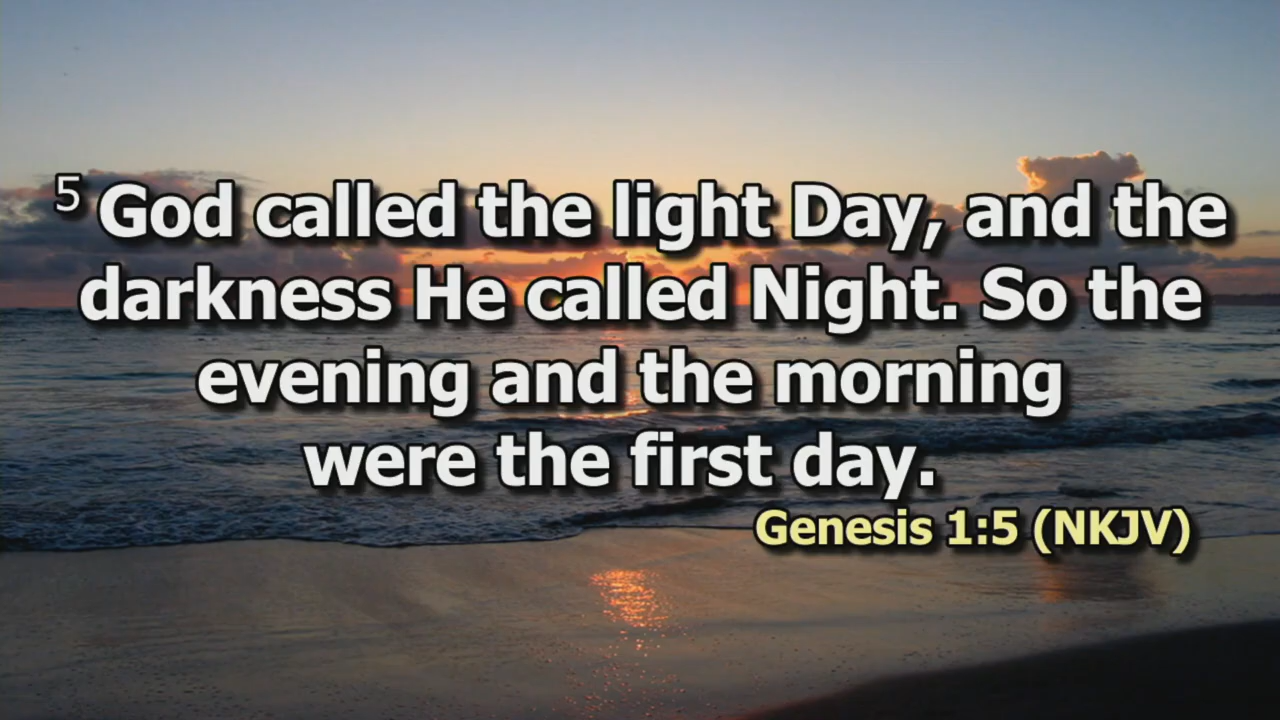 5 God called the light Day, and the
darkness He called Night. So the
evening and the morning
were the first day.
Genesis 1:5 (NKJV)